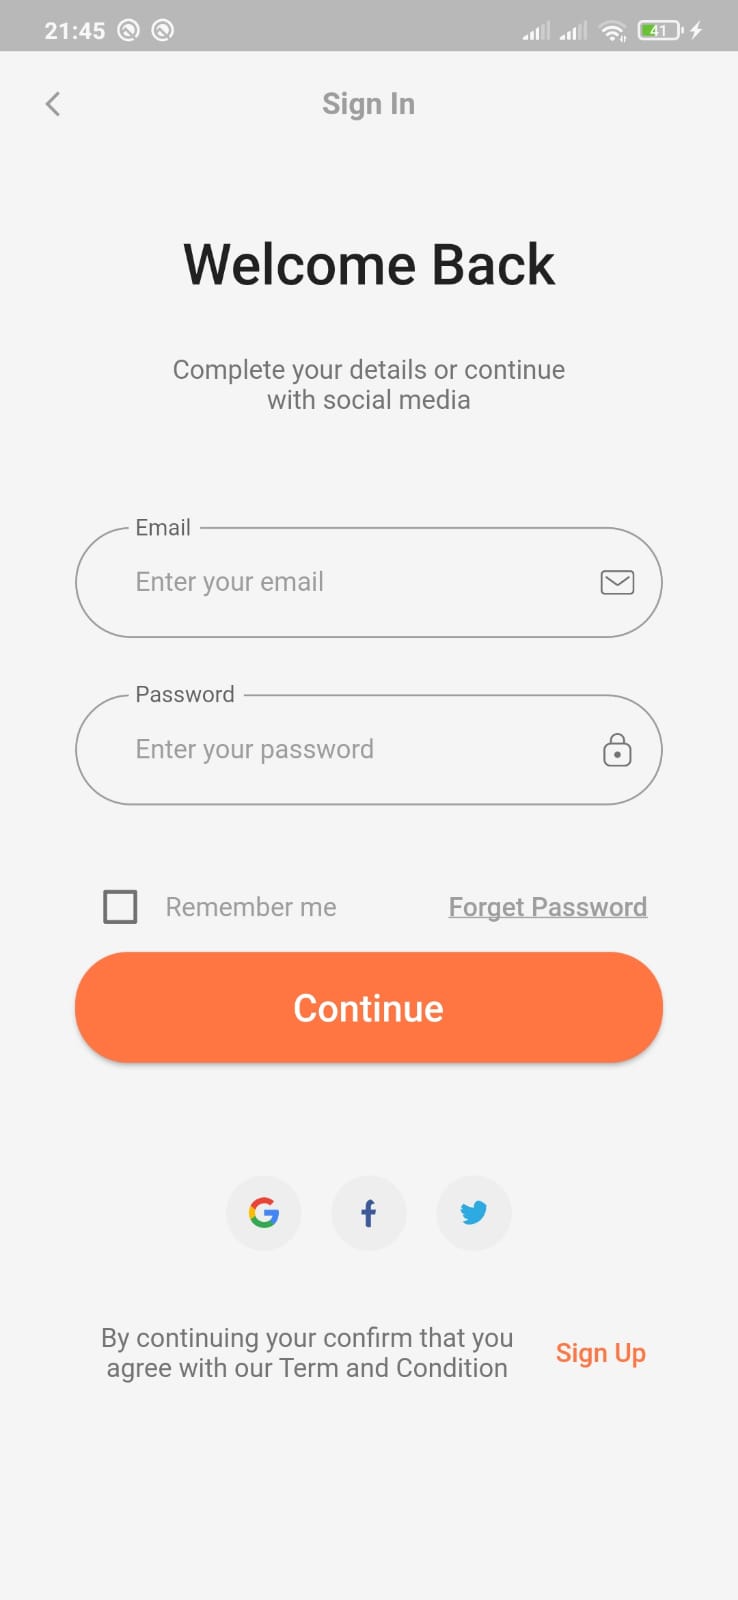 21:45
41
Sign In
Welcome Back
Complete your details or continue
with social media
Email
Enter your email
Password
Enter your password
Remember me
Forget Password
Continue
By continuing your confirm that you
agree with our Term and Condition
Sign Up